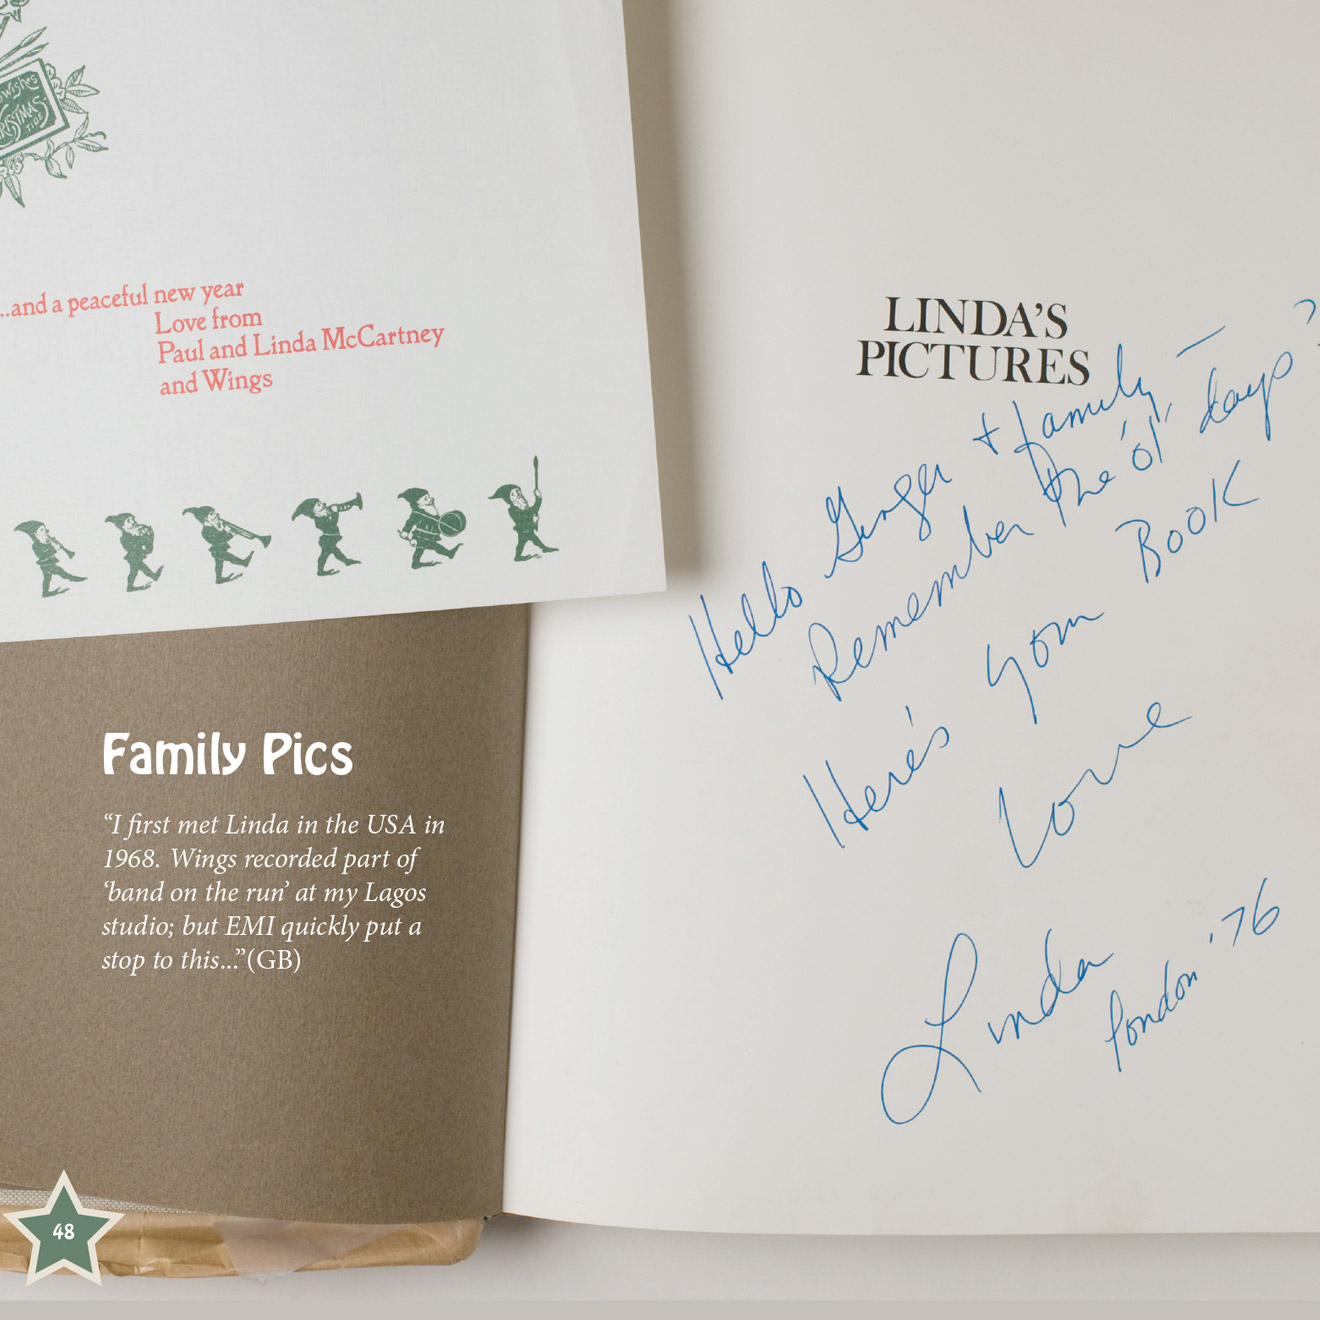 Wishes
CHRISTMAS
TIDE
...and a peaceful new year
Love from
Paul and Linda McCartney
and Wings
LINDA'S
PICTURES
Hello Ginger + family —
Remember the 'ol' days?
Here's your BOOK
Love
Linda
london '76
Family Pics
“I first met Linda in the USA in
1968. Wings recorded part of
‘band on the run’ at my Lagos
studio; but EMI quickly put a
stop to this...”(GB)
48